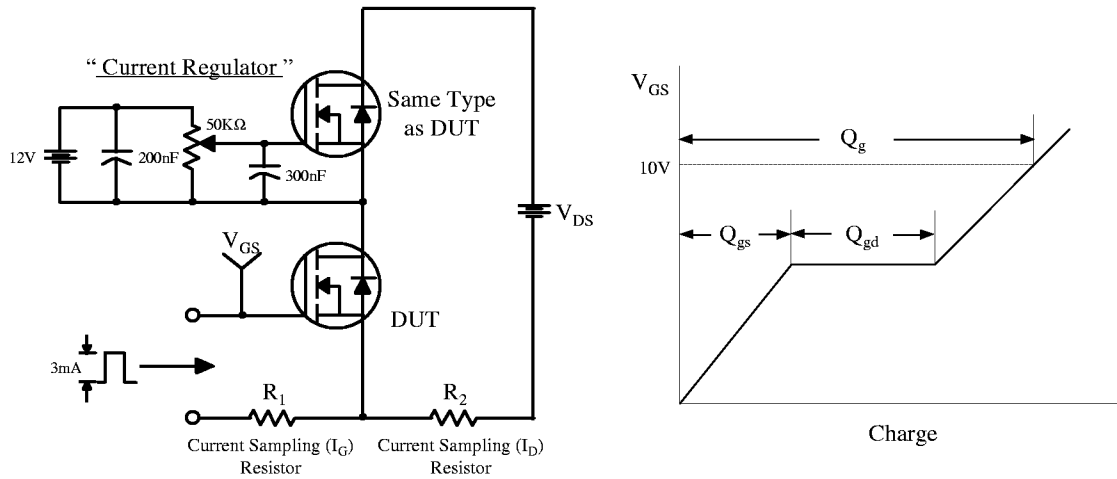 “ Current Regulator ”
12V
200nF
50KΩ
300nF
Same Type
as DUT
V_DS
V_GS
DUT
3mA
R_1
R_2
Current Sampling (I_G)
Resistor
Current Sampling (I_D)
Resistor
V_GS
10V
Q_g
Q_gs
Q_gd
Charge